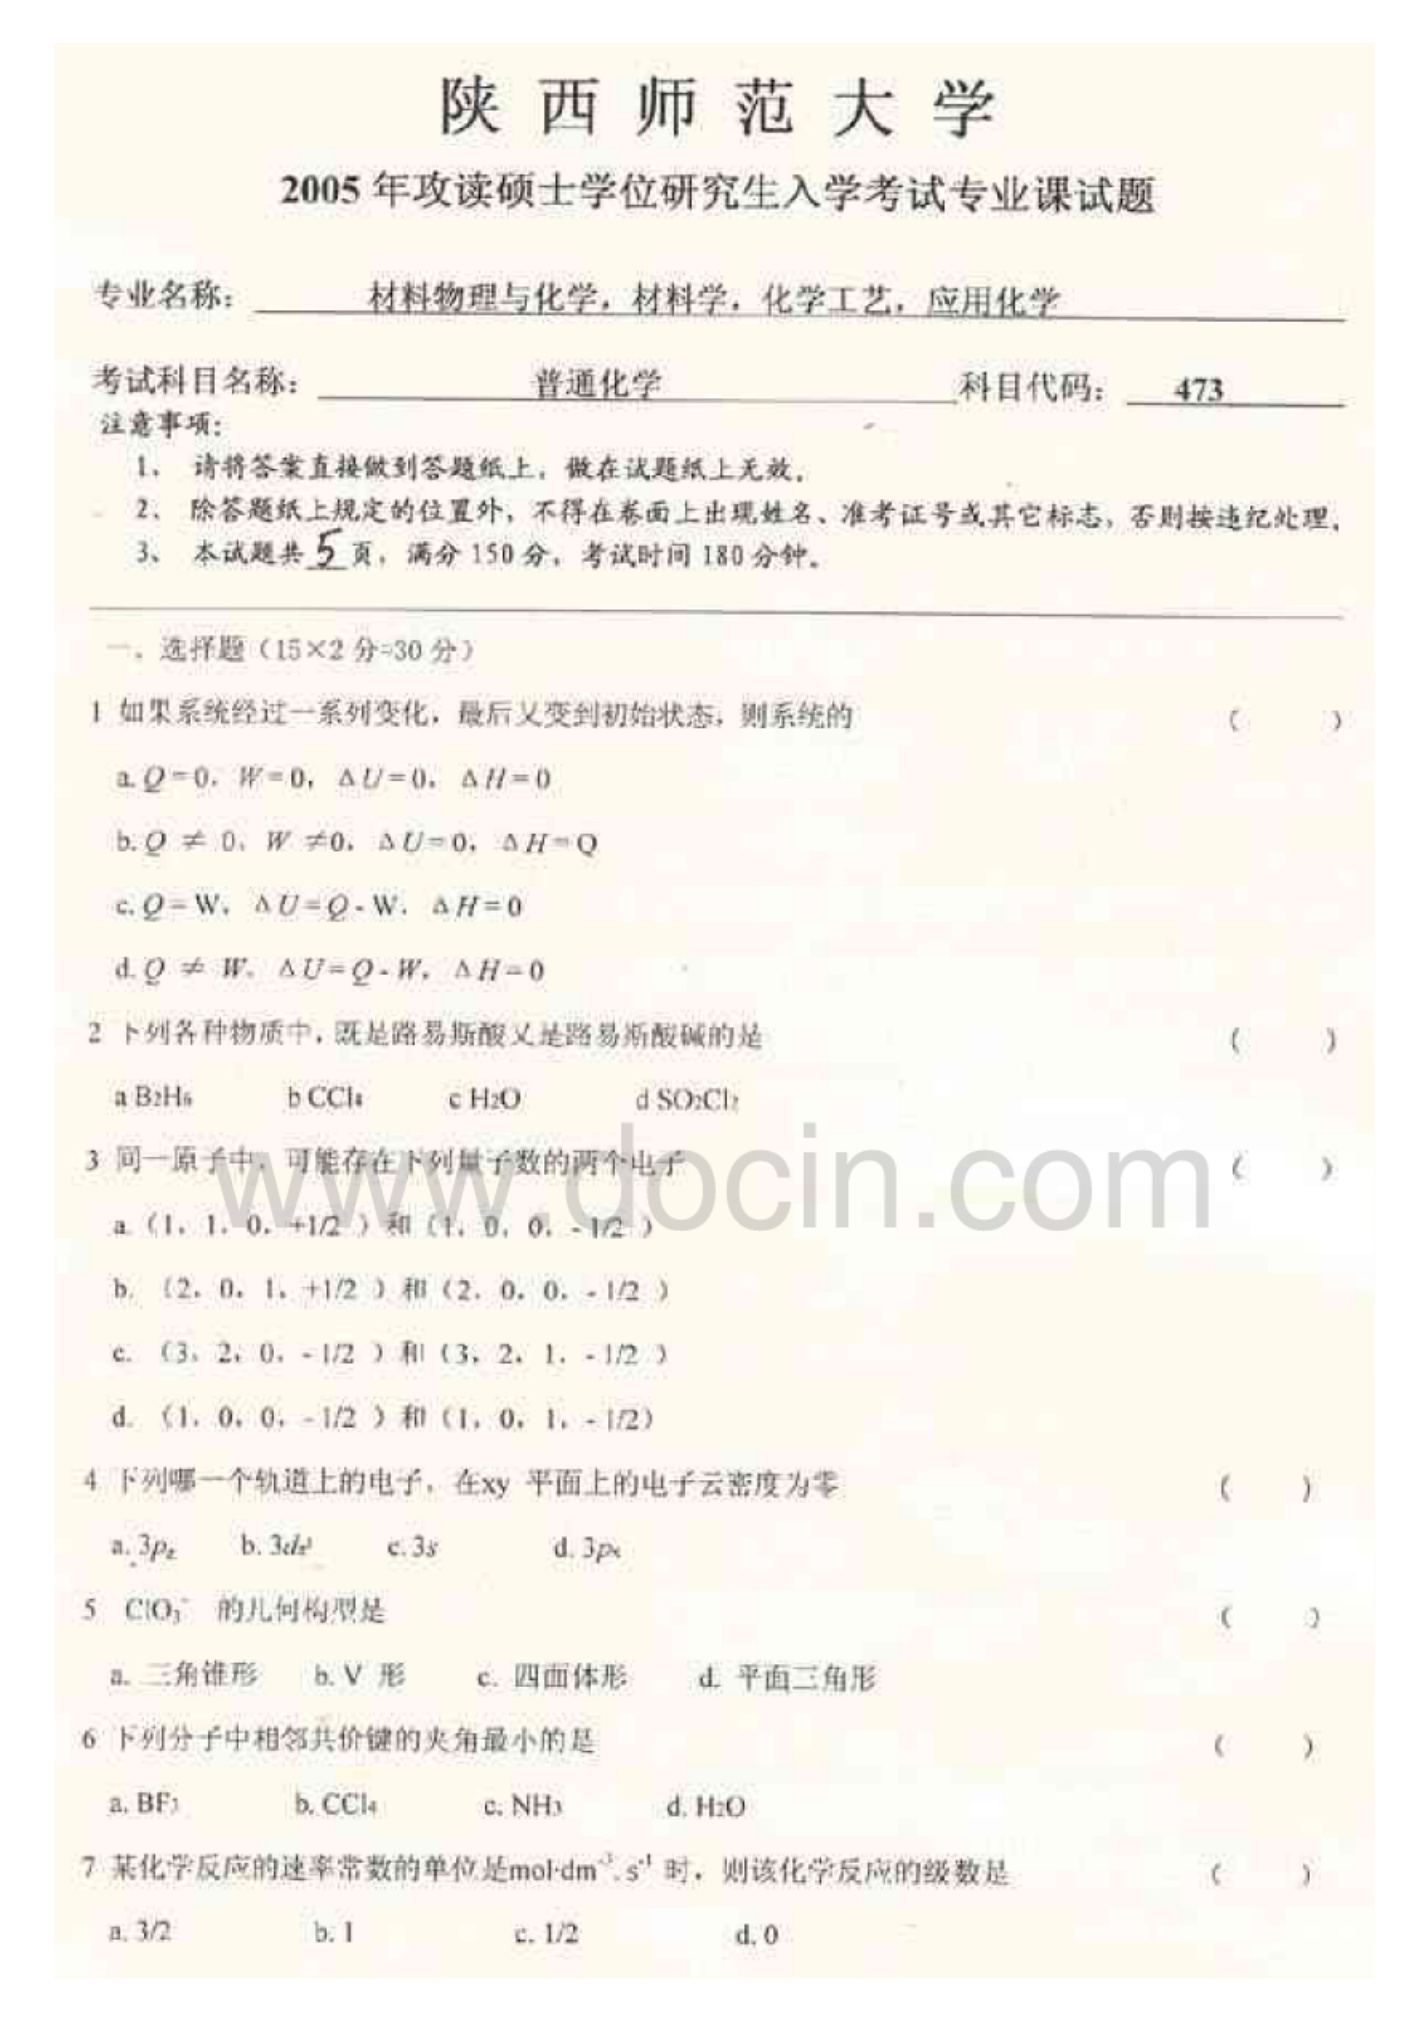 陕西师范大学
2005年攻读硕士学位研究生入学考试专业课试题
专业名称: 材料物理与化学, 材料学, 化学工艺, 应用化学
考试科目名称: 普通化学 科目代码: 473
注意事项:
1、 请将答案直接做到答题纸上, 做在试题纸上无效.
2、 除答题纸上规定的位置外, 不得在卷面上出现姓名、准考证号或其它标志, 否则按违纪处理.
3、 本试题共 5 页, 满分 150 分, 考试时间 180 分钟.
一. 选择题 (15×2 分=30 分)
1 如果系统经过一系列变化, 最后又变到初始状态, 则系统的 ( )
a. Q=0, W=0, ΔU=0, ΔH=0
b. Q ≠ 0, W ≠0, ΔU=0, ΔH=Q
c. Q=W, ΔU=Q-W, ΔH=0
d. Q ≠ W, ΔU=Q-W, ΔH=0
2 下列各种物质中, 既是路易斯酸又是路易斯酸碱的是 ( )
a B₂H₆ b CCl₄ c H₂O d SO₂Cl₂
3 同一原子中, 可能存在下列量子数的两个电子 ( )
a. (1, 1, 0, +1/2 ) 和 (1, 0, 0, -1/2 )
b. (2, 0, 1, +1/2 ) 和 (2, 0, 0, -1/2 )
c. (3, 2, 0, -1/2 ) 和 (3, 2, 1, -1/2 )
d. (1, 0, 0, -1/2 ) 和 (1, 0, 1, -1/2)
4 下列哪一个轨道上的电子, 在xy 平面上的电子云密度为零 ( )
a. 3pz b. 3dz² c. 3s d. 3px
5 ClO₃⁻ 的几何构型是 ( )
a. 三角锥形 b. V 形 c. 四面体形 d. 平面三角形
6 下列分子中相邻共价键的夹角最小的是 ( )
a. BF₃ b. CCl₄ c. NH₃ d. H₂O
7 某化学反应的速率常数的单位是mol·dm⁻³.s⁻¹ 时, 则该化学反应的级数是 ( )
a. 3/2 b. 1 c. 1/2 d. 0
www.docin.com